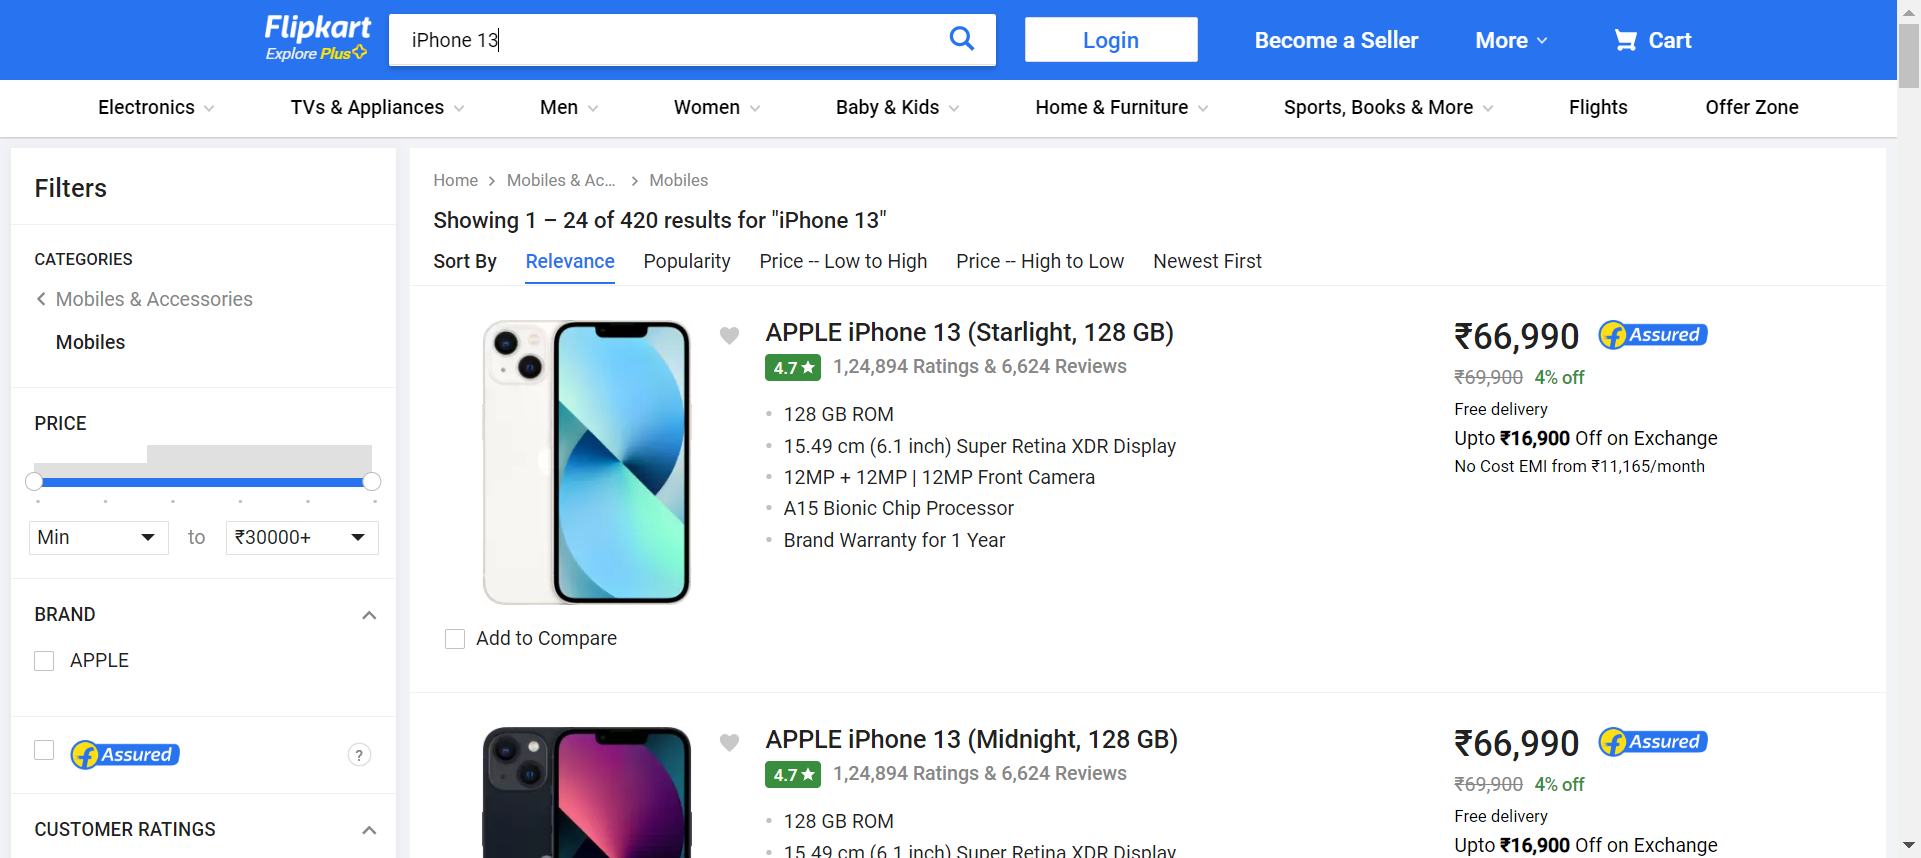 Flipkart
Explore Plus
iPhone 13
Login
Become a Seller
More
Cart
Electronics
TVs & Appliances
Men
Women
Baby & Kids
Home & Furniture
Sports, Books & More
Flights
Offer Zone
Filters
CATEGORIES
Mobiles & Accessories
Mobiles
PRICE
Min
to
₹30000+
BRAND
APPLE
Assured
?
CUSTOMER RATINGS
Home
Mobiles & Ac...
Mobiles
Showing 1 – 24 of 420 results for "iPhone 13"
Sort By
Relevance
Popularity
Price -- Low to High
Price -- High to Low
Newest First
APPLE iPhone 13 (Starlight, 128 GB)
4.7★
1,24,894 Ratings & 6,624 Reviews
128 GB ROM
15.49 cm (6.1 inch) Super Retina XDR Display
12MP + 12MP | 12MP Front Camera
A15 Bionic Chip Processor
Brand Warranty for 1 Year
₹66,990
Assured
₹69,900 4% off
Free delivery
Upto ₹16,900 Off on Exchange
No Cost EMI from ₹11,165/month
Add to Compare
APPLE iPhone 13 (Midnight, 128 GB)
4.7★
1,24,894 Ratings & 6,624 Reviews
128 GB ROM
15.49 cm (6.1 inch) Super Retina XDR Display
₹66,990
Assured
₹69,900 4% off
Free delivery
Upto ₹16,900 Off on Exchange